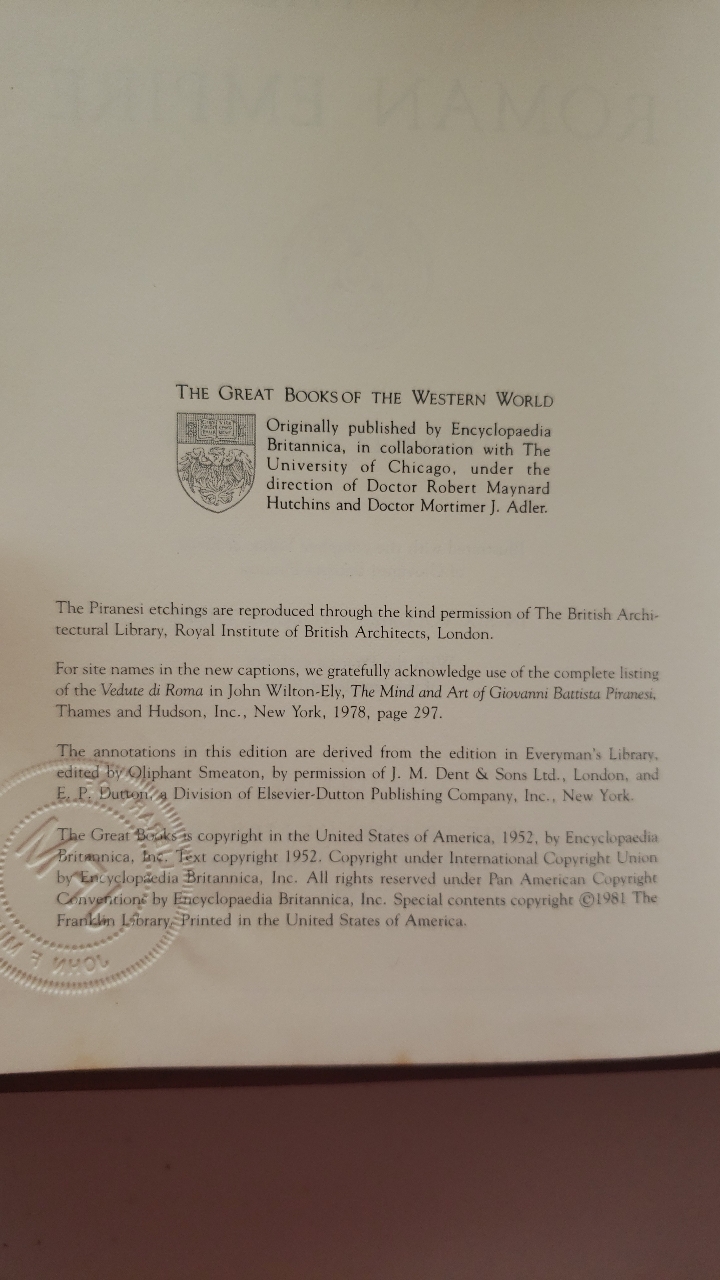 ROMAN EMPIRE
THE GREAT BOOKS OF THE WESTERN WORLD
Originally published by Encyclopaedia
Britannica, in collaboration with The
University of Chicago, under the
direction of Doctor Robert Maynard
Hutchins and Doctor Mortimer J. Adler.
The Piranesi etchings are reproduced through the kind permission of The British Archi-
tectural Library, Royal Institute of British Architects, London.
For site names in the new captions, we gratefully acknowledge use of the complete listing
of the Vedute di Roma in John Wilton-Ely, The Mind and Art of Giovanni Battista Piranesi,
Thames and Hudson, Inc., New York, 1978, page 297.
The annotations in this edition are derived from the edition in Everyman's Library,
edited by Oliphant Smeaton, by permission of J. M. Dent & Sons Ltd., London, and
E. P. Dutton, a Division of Elsevier-Dutton Publishing Company, Inc., New York.
The Great Books is copyright in the United States of America, 1952, by Encyclopaedia
Britannica, Inc. Text copyright 1952. Copyright under International Copyright Union
by Encyclopaedia Britannica, Inc. All rights reserved under Pan American Copyright
Conventions by Encyclopaedia Britannica, Inc. Special contents copyright ©1981 The
Franklin Library. Printed in the United States of America.
JOHN F